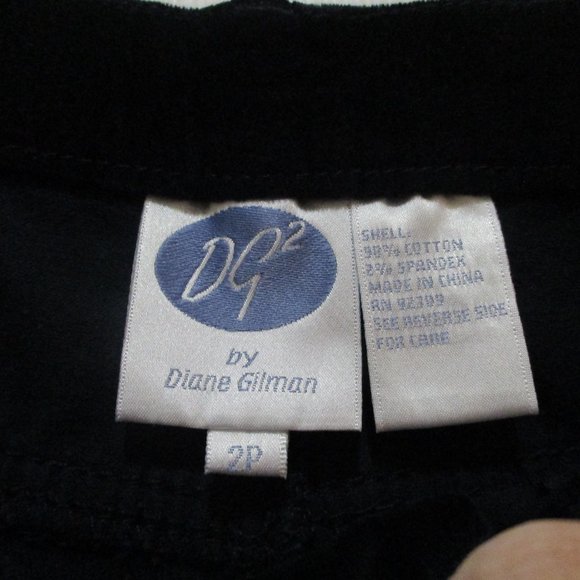 DG2
by
Diane Gilman
2P
SHELL:
98% COTTON
2% SPANDEX
MADE IN CHINA
RN 92309
SEE REVERSE SIDE
FOR CARE